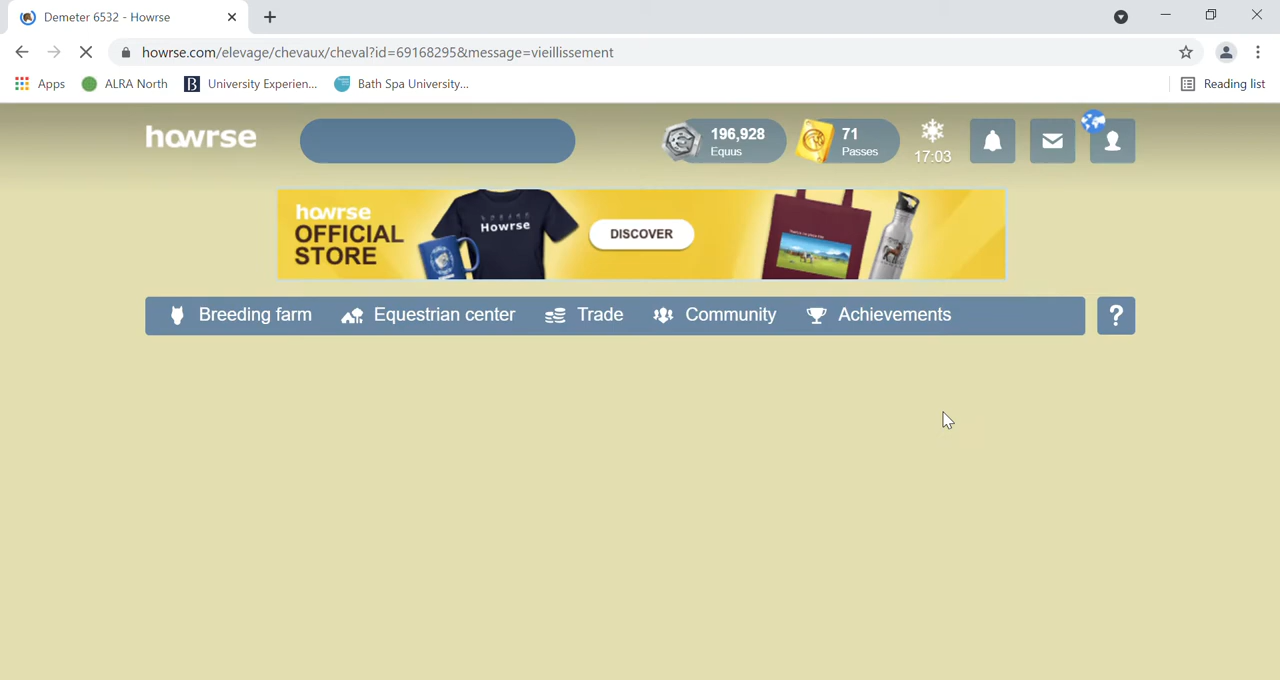 Demeter 6532 - Howrse
howrse.com/elevage/chevaux/cheval?id=69168295&message=vieillissement
Apps
ALRA North
B
University Experien...
Bath Spa University...
Reading list
howrse
196,928
Equus
71
Passes
17:03
howrse
OFFICIAL
STORE
Howrse
DISCOVER
Breeding farm
Equestrian center
Trade
Community
Achievements
?